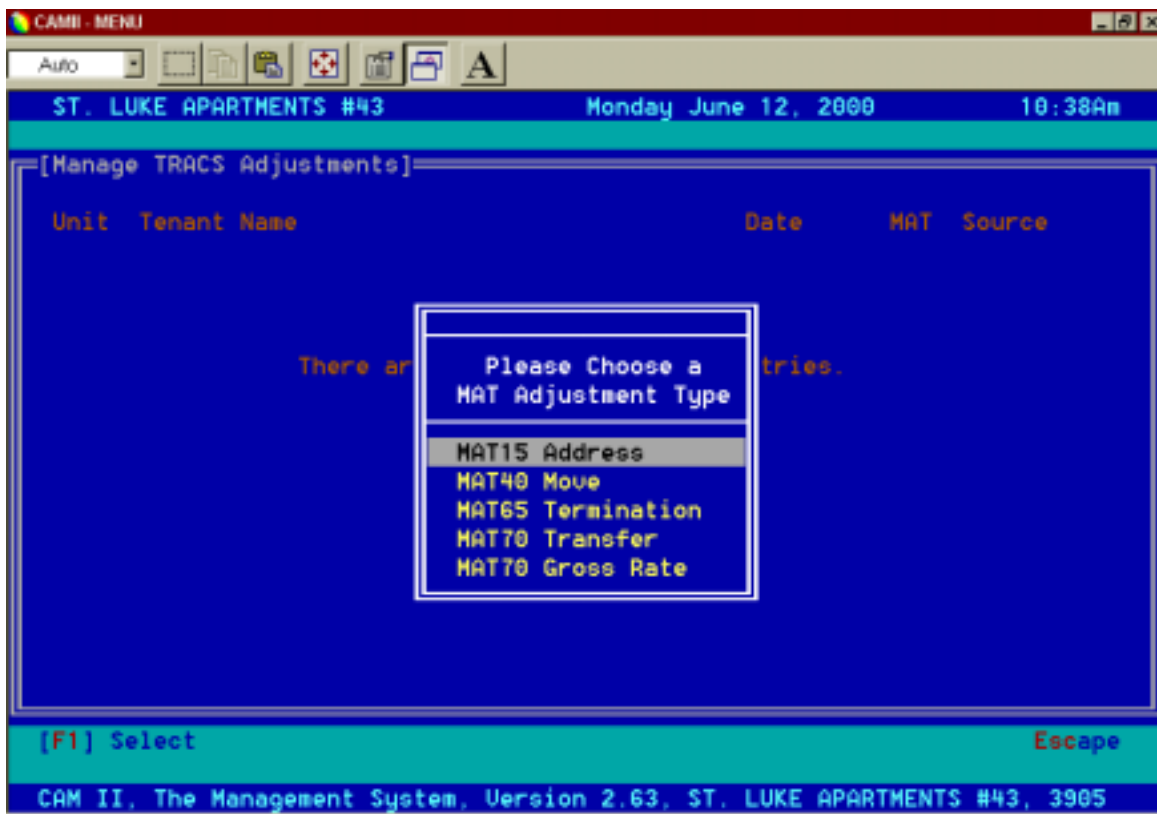 CAMII - MENU
Auto
A
ST. LUKE APARTMENTS #43 Monday June 12, 2000 10:38Am
[Manage TRACS Adjustments]
Unit Tenant Name Date MAT Source
There ar
tries.
Please Choose a
MAT Adjustment Type
MAT15 Address
MAT40 Move
MAT65 Termination
MAT70 Transfer
MAT70 Gross Rate
[F1] Select Escape
CAM II, The Management System, Version 2.63, ST. LUKE APARTMENTS #43, 3905